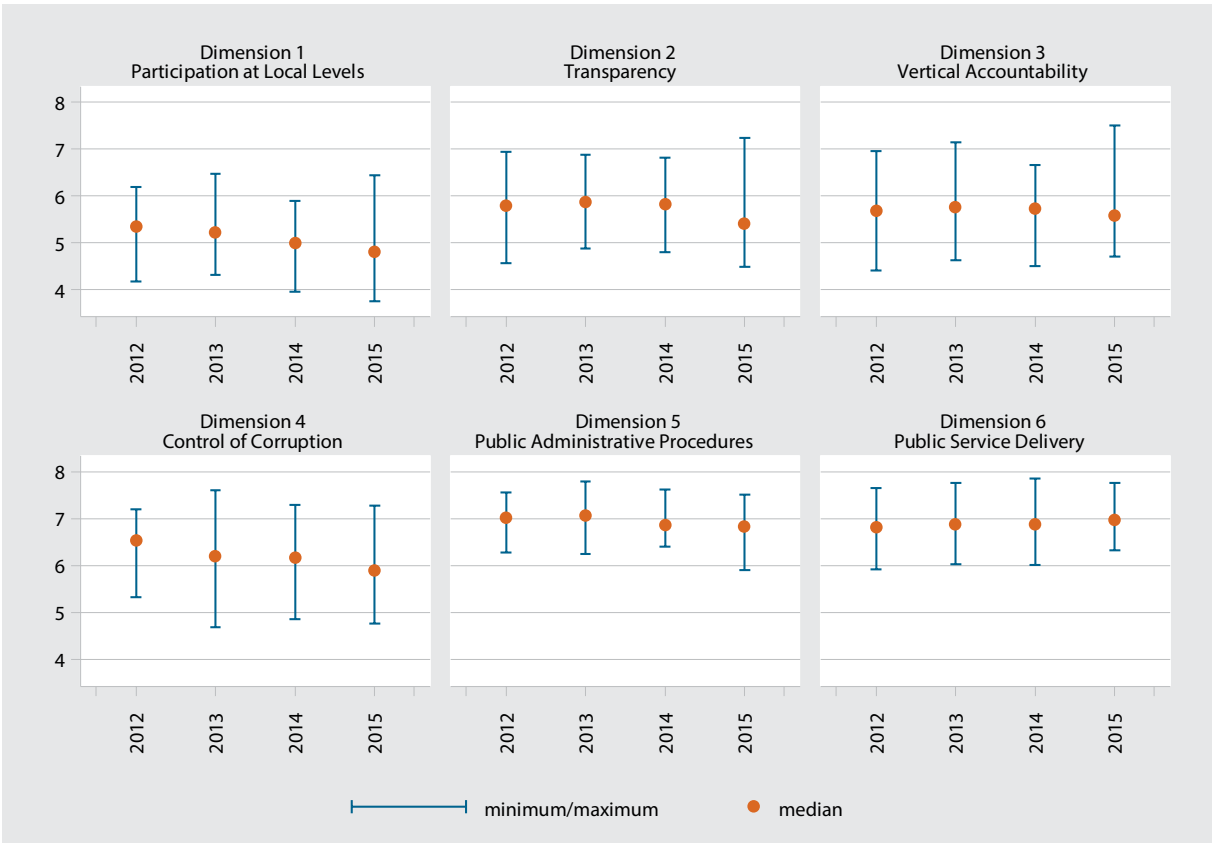 Dimension 1
Participation at Local Levels
Dimension 2
Transparency
Dimension 3
Vertical Accountability
8
7
6
5
4
2012
2013
2014
2015
2012
2013
2014
2015
2012
2013
2014
2015
Dimension 4
Control of Corruption
Dimension 5
Public Administrative Procedures
Dimension 6
Public Service Delivery
8
7
6
5
4
2012
2013
2014
2015
2012
2013
2014
2015
2012
2013
2014
2015
minimum/maximum
median